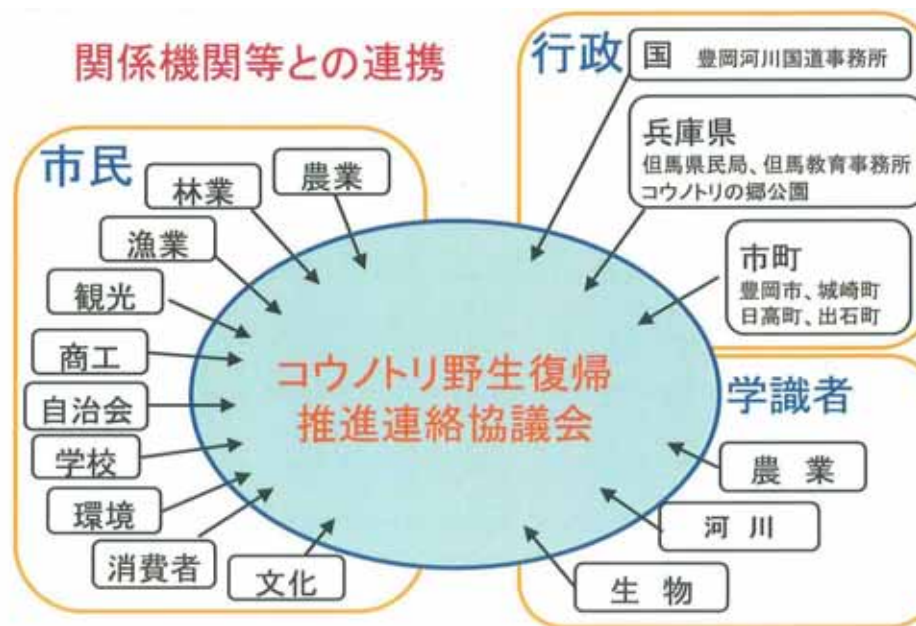 関係機関等との連携
市民
農業
林業
漁業
観光
商工
自治会
学校
環境
消費者
文化
行政
国 豊岡河川国道事務所
兵庫県
但馬県民局、但馬教育事務所
コウノトリの郷公園
市町
豊岡市、城崎町
日高町、出石町
コウノトリ野生復帰
推進連絡協議会
学識者
農 業
河 川
生 物